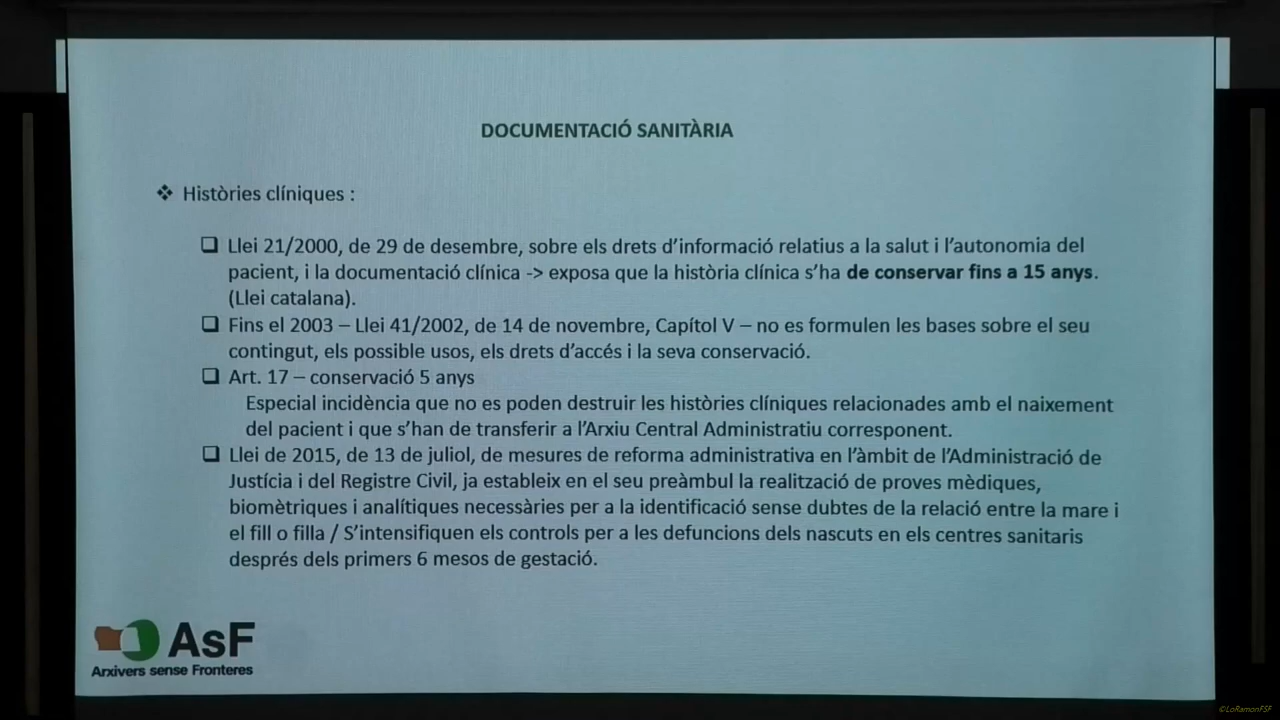 DOCUMENTACIÓ SANITÀRIA
❖ Històries clíniques :
❑ Llei 21/2000, de 29 de desembre, sobre els drets d'informació relatius a la salut i l'autonomia del
pacient, i la documentació clínica -> exposa que la història clínica s'ha de conservar fins a 15 anys.
(Llei catalana).
❑ Fins el 2003 – Llei 41/2002, de 14 de novembre, Capítol V – no es formulen les bases sobre el seu
contingut, els possible usos, els drets d'accés i la seva conservació.
❑ Art. 17 – conservació 5 anys
Especial incidència que no es poden destruir les històries clíniques relacionades amb el naixement
del pacient i que s'han de transferir a l'Arxiu Central Administratiu corresponent.
❑ Llei de 2015, de 13 de juliol, de mesures de reforma administrativa en l'àmbit de l'Administració de
Justícia i del Registre Civil, ja estableix en el seu preàmbul la realització de proves mèdiques,
biomètriques i analítiques necessàries per a la identificació sense dubtes de la relació entre la mare i
el fill o filla / S'intensifiquen els controls per a les defuncions dels nascuts en els centres sanitaris
després dels primers 6 mesos de gestació.
AsF
Arxivers sense Fronteres
©LoRamonFSF